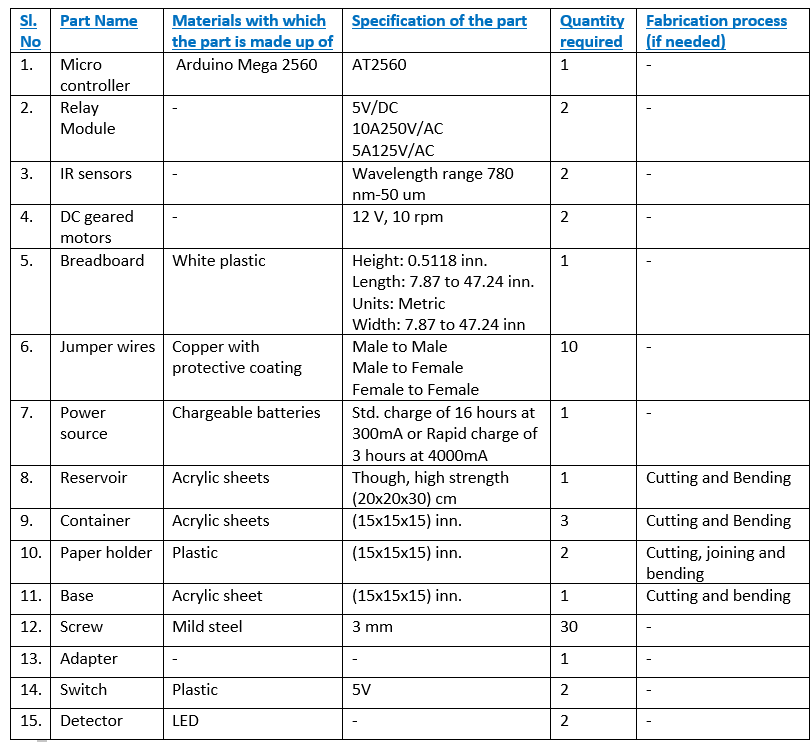 Sl. No | Part Name | Materials with which the part is made up of | Specification of the part | Quantity required | Fabrication process (if needed)
1. | Micro controller | Arduino Mega 2560 | AT2560 | 1 | -
2. | Relay Module | - | 5V/DC 10A250V/AC 5A125V/AC | 2 | -
3. | IR sensors | - | Wavelength range 780 nm-50 um | 2 | -
4. | DC geared motors | - | 12 V, 10 rpm | 2 | -
5. | Breadboard | White plastic | Height: 0.5118 inn. Length: 7.87 to 47.24 inn. Units: Metric Width: 7.87 to 47.24 inn | 1 | -
6. | Jumper wires | Copper with protective coating | Male to Male Male to Female Female to Female | 10 | -
7. | Power source | Chargeable batteries | Std. charge of 16 hours at 300mA or Rapid charge of 3 hours at 4000mA | 1 | -
8. | Reservoir | Acrylic sheets | Though, high strength (20x20x30) cm | 1 | Cutting and Bending
9. | Container | Acrylic sheets | (15x15x15) inn. | 3 | Cutting and Bending
10. | Paper holder | Plastic | (15x15x15) inn. | 2 | Cutting, joining and bending
11. | Base | Acrylic sheet | (15x15x15) inn. | 1 | Cutting and bending
12. | Screw | Mild steel | 3 mm | 30 | -
13. | Adapter | - | - | 1 | -
14. | Switch | Plastic | 5V | 2 | -
15. | Detector | LED | - | 2 | -